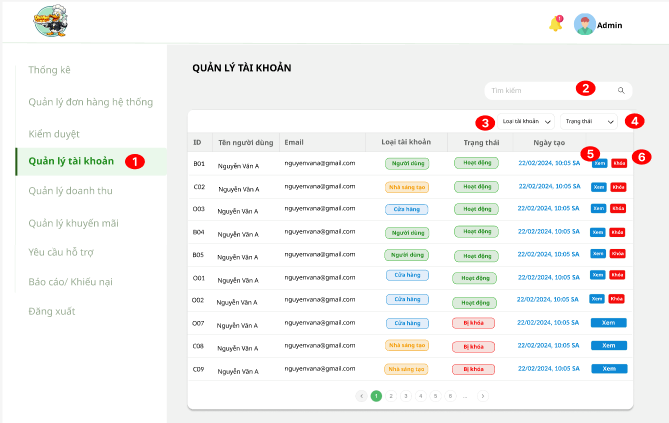 Admin
Thống kê
Quản lý đơn hàng hệ thống
Kiểm duyệt
Quản lý tài khoản 1
Quản lý doanh thu
Quản lý khuyến mãi
Yêu cầu hỗ trợ
Báo cáo/ Khiếu nại
Đăng xuất
QUẢN LÝ TÀI KHOẢN
Tìm kiếm 2
3 Loại tài khoản Trạng thái 4
ID Tên người dùng Email Loại tài khoản Trạng thái Ngày tạo
5 6
B01 Nguyễn Văn A nguyenvana@gmail.com Người dùng Hoạt động 22/02/2024, 10:05 SA Xem Khóa
C02 Nguyễn Văn A nguyenvana@gmail.com Nhà sáng tạo Hoạt động 22/02/2024, 10:05 SA Xem Khóa
O03 Nguyễn Văn A nguyenvana@gmail.com Cửa hàng Hoạt động 22/02/2024, 10:05 SA Xem Khóa
B04 Nguyễn Văn A nguyenvana@gmail.com Người dùng Hoạt động 22/02/2024, 10:05 SA Xem Khóa
B05 Nguyễn Văn A nguyenvana@gmail.com Người dùng Hoạt động 22/02/2024, 10:05 SA Xem Khóa
O01 Nguyễn Văn A nguyenvana@gmail.com Cửa hàng Hoạt động 22/02/2024, 10:05 SA Xem Khóa
O02 Nguyễn Văn A nguyenvana@gmail.com Cửa hàng Hoạt động 22/02/2024, 10:05 SA Xem Khóa
O07 Nguyễn Văn A nguyenvana@gmail.com Cửa hàng Bị khóa 22/02/2024, 10:05 SA Xem
C08 Nguyễn Văn A nguyenvana@gmail.com Nhà sáng tạo Bị khóa 22/02/2024, 10:05 SA Xem
C09 Nguyễn Văn A nguyenvana@gmail.com Nhà sáng tạo Bị khóa 22/02/2024, 10:05 SA Xem
‹ 1 2 3 4 5 6 ... ›